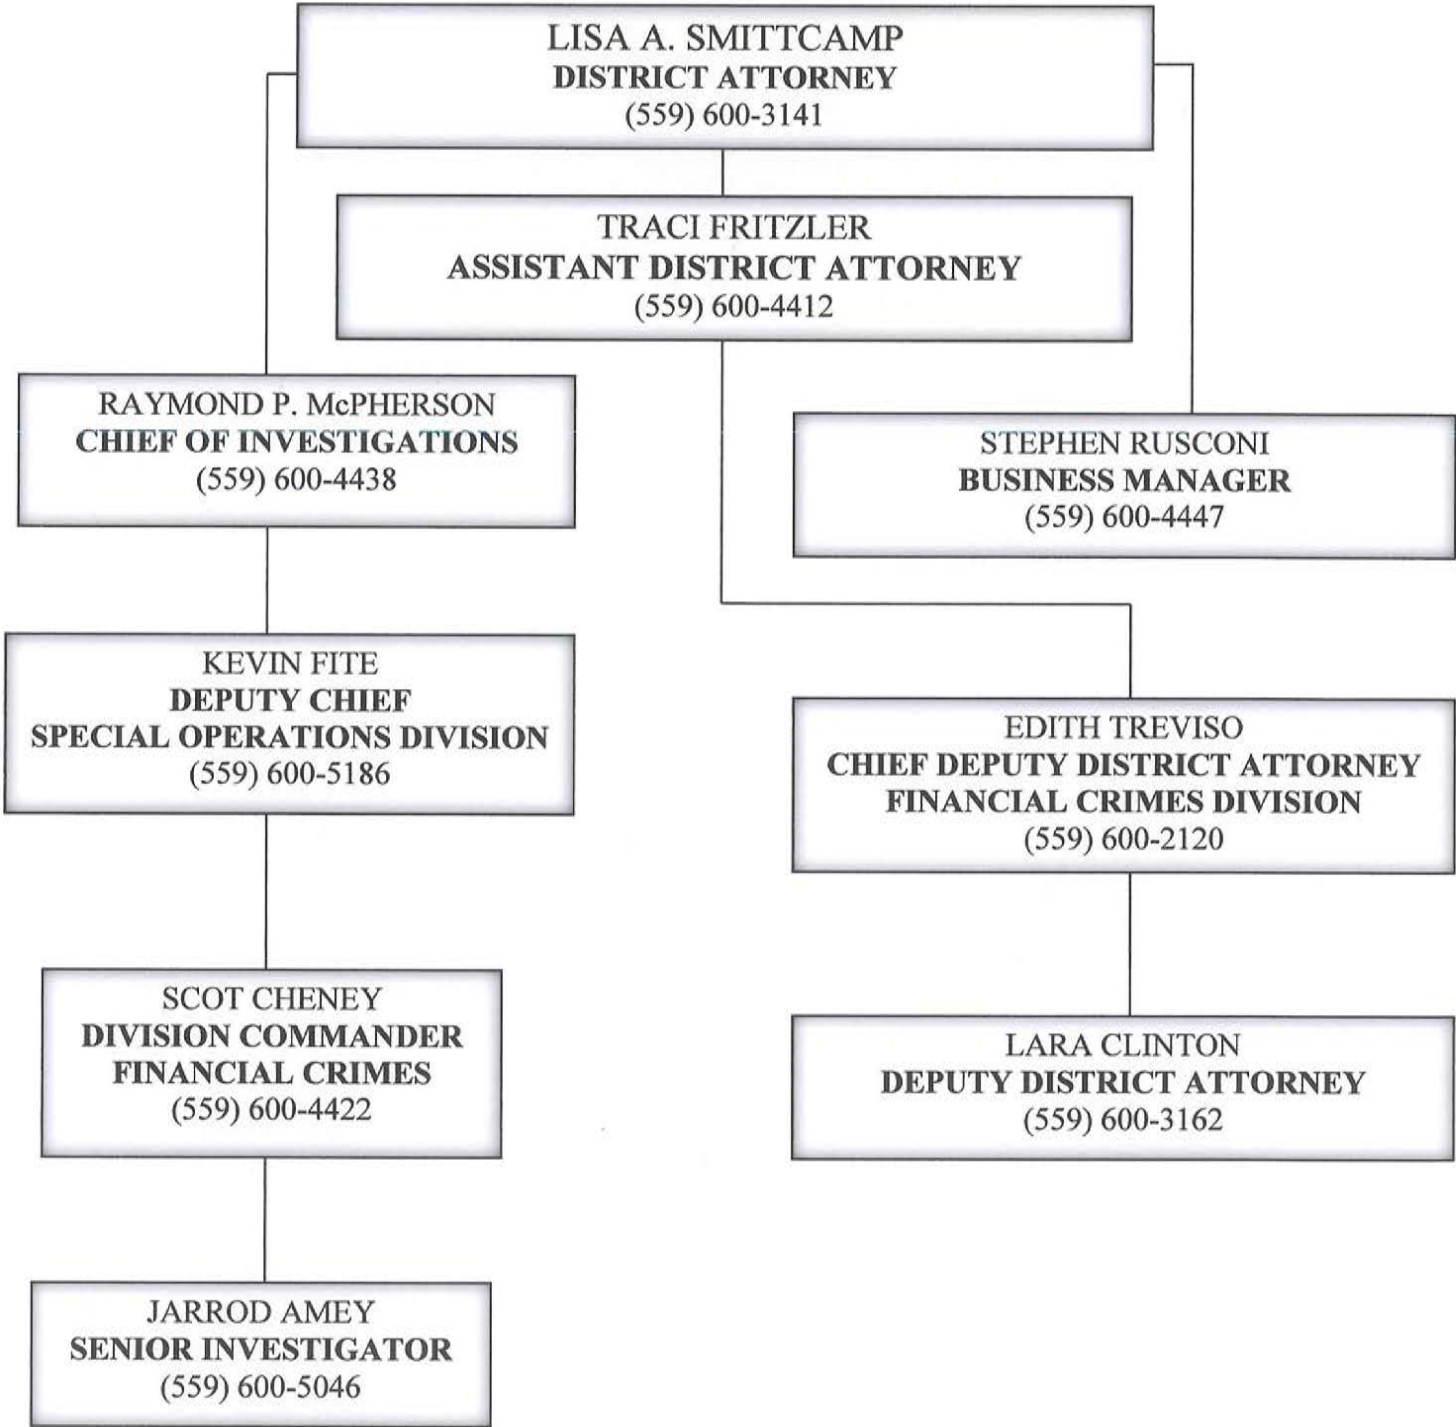 LISA A. SMITTCAMP
DISTRICT ATTORNEY
(559) 600-3141
TRACI FRITZLER
ASSISTANT DISTRICT ATTORNEY
(559) 600-4412
RAYMOND P. McPHERSON
CHIEF OF INVESTIGATIONS
(559) 600-4438
STEPHEN RUSCONI
BUSINESS MANAGER
(559) 600-4447
KEVIN FITE
DEPUTY CHIEF
SPECIAL OPERATIONS DIVISION
(559) 600-5186
EDITH TREVISO
CHIEF DEPUTY DISTRICT ATTORNEY
FINANCIAL CRIMES DIVISION
(559) 600-2120
SCOT CHENEY
DIVISION COMMANDER
FINANCIAL CRIMES
(559) 600-4422
LARA CLINTON
DEPUTY DISTRICT ATTORNEY
(559) 600-3162
JARROD AMEY
SENIOR INVESTIGATOR
(559) 600-5046